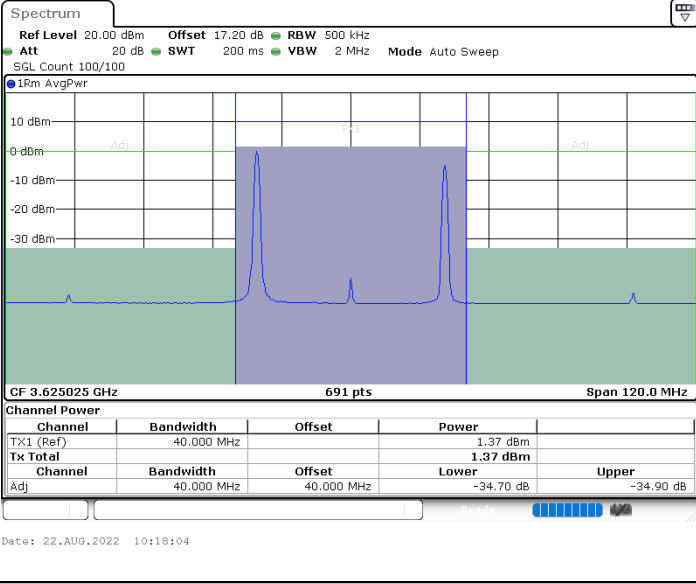 Spectrum
Ref Level 20.00 dBm Offset 17.20 dB RBW 500 kHz
Att 20 dB SWT 200 ms VBW 2 MHz Mode Auto Sweep
SGL Count 100/100
1Rm AvgPwr
10 dBm
TX1
0 dBm
Adj
Adj
-10 dBm
-20 dBm
-30 dBm
CF 3.625025 GHz 691 pts Span 120.0 MHz
Channel Power
Channel Bandwidth Offset Power
TX1 (Ref) 40.000 MHz 1.37 dBm
Tx Total 1.37 dBm
Channel Bandwidth Offset Lower Upper
Adj 40.000 MHz 40.000 MHz -34.70 dB -34.90 dB
Ready
Date: 22.AUG.2022 10:18:04